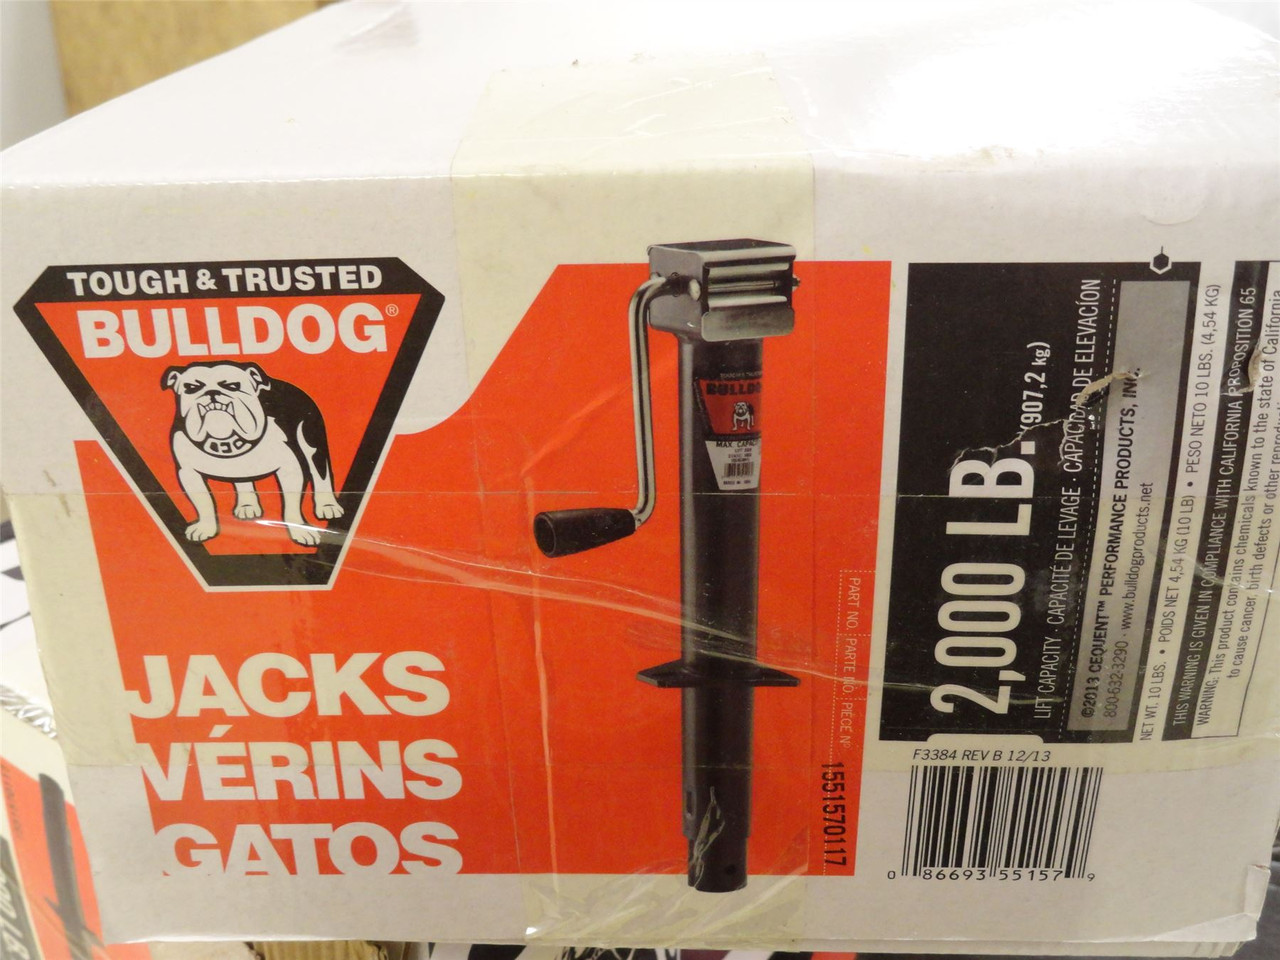 TOUGH & TRUSTED
BULLDOG®
JACKS
VÉRINS
GATOS
BULLDOG
MAX. CAPAC
PART NO. PARTE NO. PIÈCE Nº
1551570117
2,000 LB. (907,2 kg)
LIFT CAPACITY · CAPACITÉ DE LEVAGE · CAPACIDAD DE ELEVACÍON
©2013 CEQUENT™ PERFORMANCE PRODUCTS, INC.
800-632-3290 · www.bulldogproducts.net
NET WT. 10 LBS. • POIDS NET 4,54 KG (10 LB) • PESO NETO 10 LBS. (4,54 KG)
THIS WARNING IS GIVEN IN COMPLIANCE WITH CALIFORNIA PROPOSITION 65
WARNING: This product contains chemicals known to the state of California
to cause cancer, birth defects or other
F3384 REV B 12/13
0 86693 55157 9